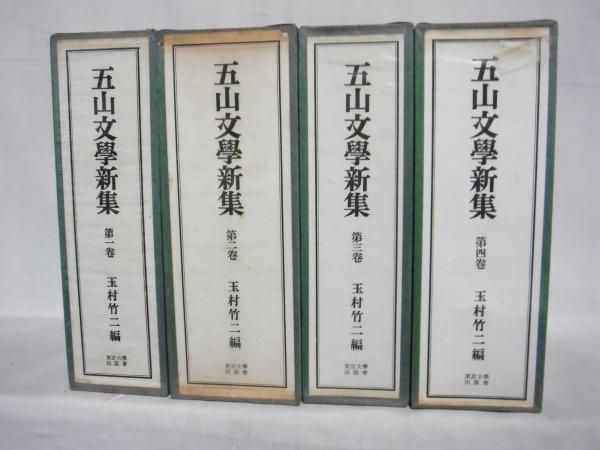 五山文學新集
第一卷
玉村竹二編
東京大學
出版會
五山文學新集
第二卷
玉村竹二編
東京大學
出版會
五山文學新集
第三卷
玉村竹二編
東京大學
出版會
五山文學新集
第四卷
玉村竹二編
東京大學
出版會